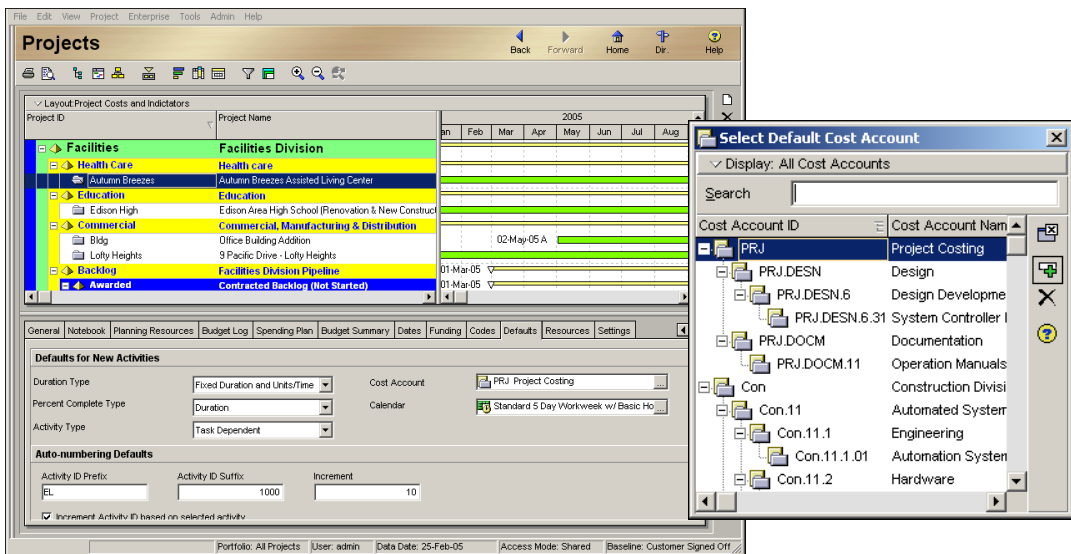 File Edit View Project Enterprise Tools Admin Help
Projects
Back Forward Home Dir. Help
Layout:Project Costs and Indictators
Project ID Project Name 2005
an Feb Mar Apr May Jun Jul Aug
Facilities Facilities Division
Health Care Health care
Autumn Breezes Autumn Breezes Assisted Living Center
Education Education
Edison High Edison Area High School (Renovation & New Construct
Commercial Commercial, Manufacturing & Distribution
Bldg Office Building Addition 02-May-05 A
Lofty Heights 9 Pacific Drive - Lofty Heights
Backlog Facilities Division Pipeline 01-Mar-05
Awarded Contracted Backlog (Not Started) 01-Mar-05
General Notebook Planning Resources Budget Log Spending Plan Budget Summary Dates Funding Codes Defaults Resources Settings
Defaults for New Activities
Duration Type Fixed Duration and Units/Time Cost Account PRJ Project Costing ...
Percent Complete Type Duration Calendar Standard 5 Day Workweek w/ Basic Ho ...
Activity Type Task Dependent
Auto-numbering Defaults
Activity ID Prefix Activity ID Suffix Increment
EL 1000 10
Increment Activity ID based on selected activity
Portfolio: All Projects User: admin Data Date: 25-Feb-05 Access Mode: Shared Baseline: Customer Signed Off
Select Default Cost Account
Display: All Cost Accounts
Search
Cost Account ID Cost Account Nam
PRJ Project Costing
PRJ.DESN Design
PRJ.DESN.6 Design Developme
PRJ.DESN.6.31 System Controller I
PRJ.DOCM Documentation
PRJ.DOCM.11 Operation Manuals
Con Construction Divisi
Con.11 Automated System
Con.11.1 Engineering
Con.11.1.01 Automation System
Con.11.2 Hardware